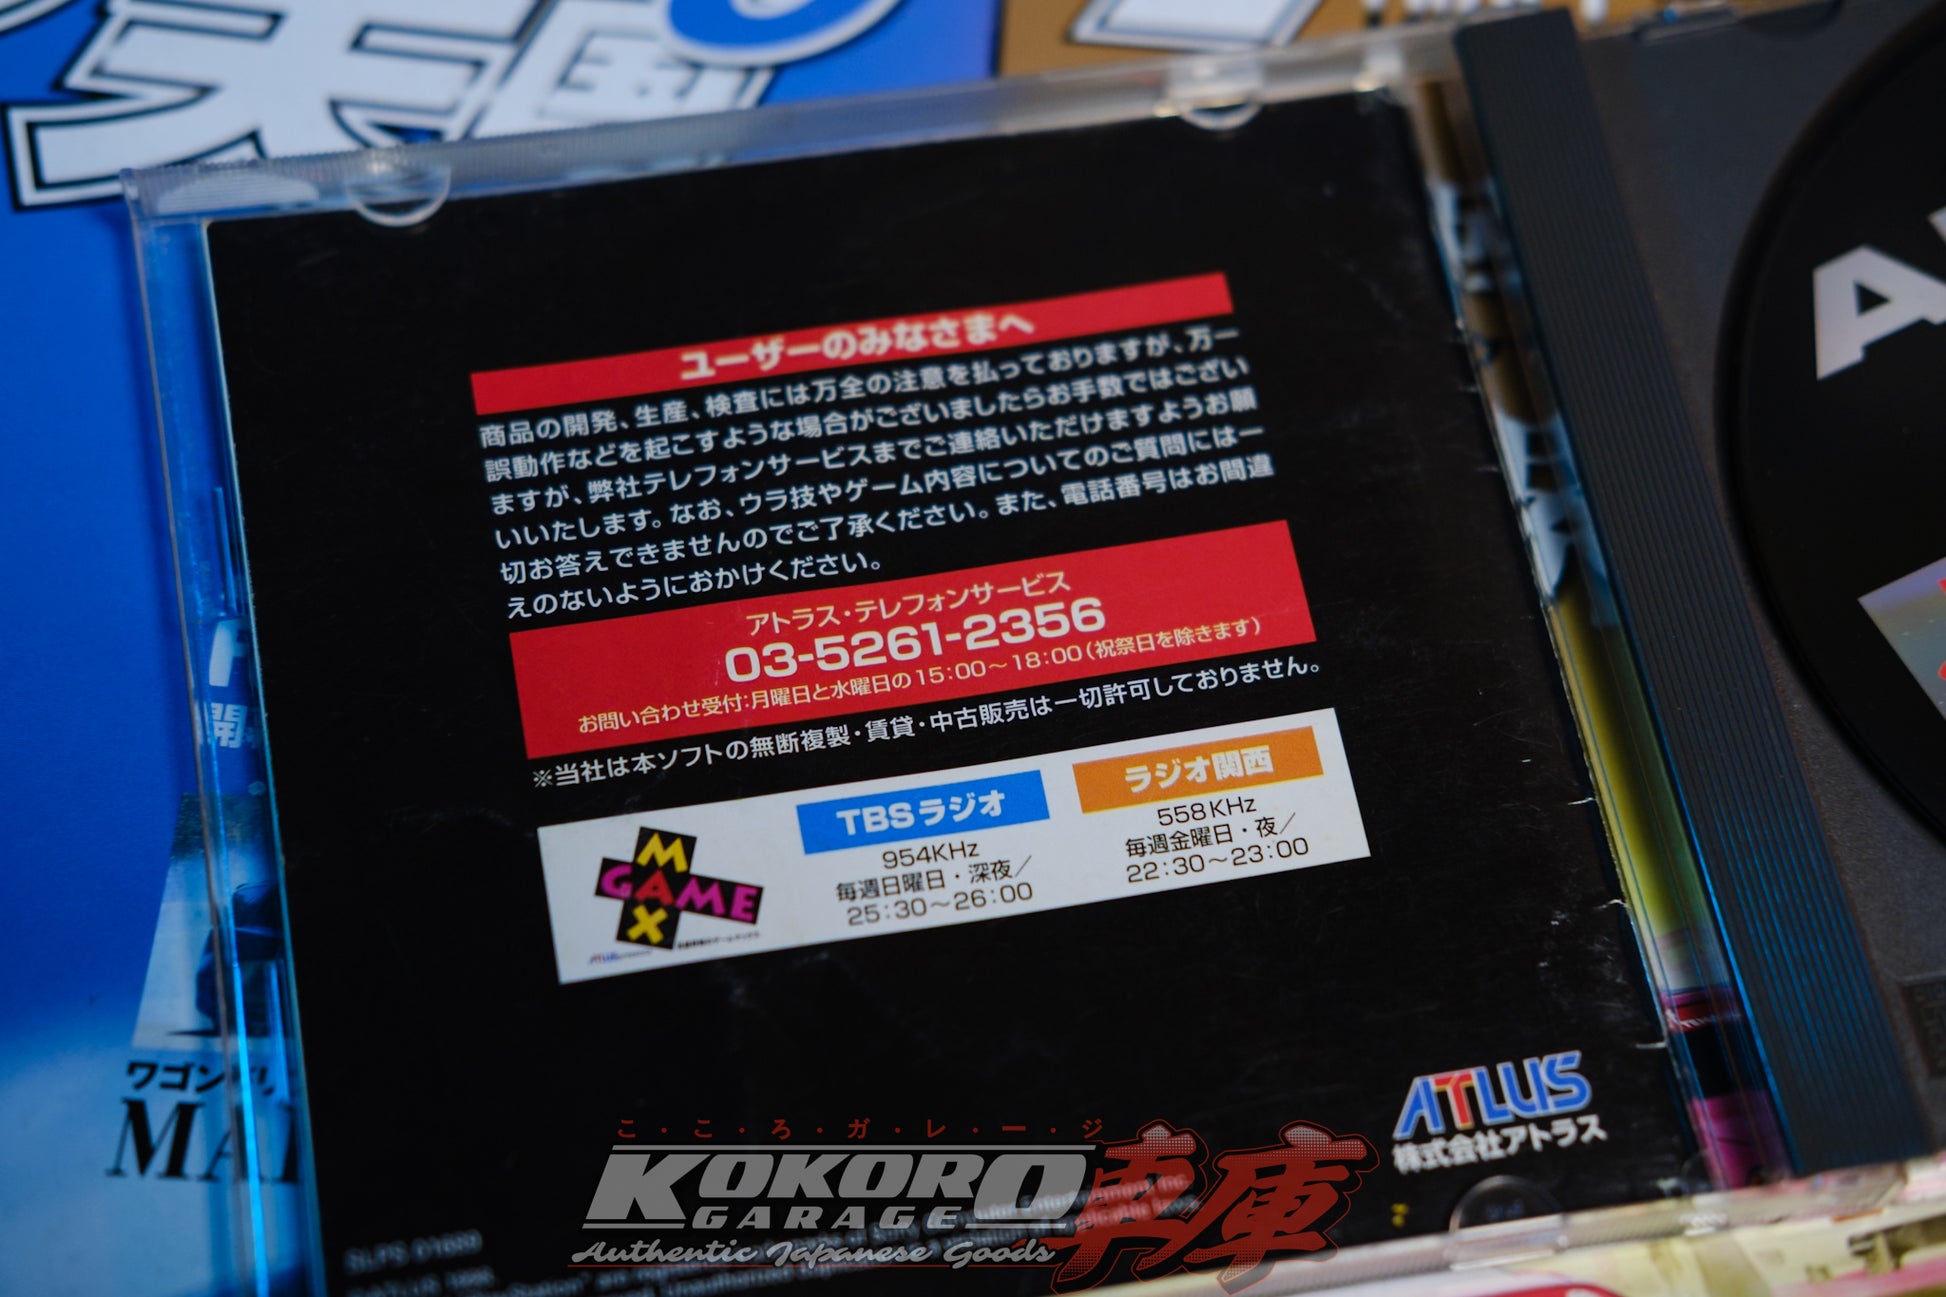 ユーザーのみなさまへ
商品の開発、生産、検査には万全の注意を払っておりますが、万一
誤動作などを起こすような場合がございましたらお手数ではござい
ますが、弊社テレフォンサービスまでご連絡いただけますようお願
いいたします。なお、ウラ技やゲーム内容についてのご質問には一
切お答えできませんのでご了承ください。また、電話番号はお間違
えのないようにおかけください。
アトラス・テレフォンサービス
03-5261-2356
お問い合わせ受付:月曜日と水曜日の15:00～18:00(祝祭日を除きます)
※当社は本ソフトの無断複製・賃貸・中古販売は一切許可しておりません。
MAX
GAME
TBSラジオ
954KHz
毎週日曜日・深夜／
25:30～26:00
ラジオ関西
558KHz
毎週金曜日・夜／
22:30～23:00
ATLUS
株式会社アトラス
ワゴン
MA
こ・こ・ろ・ガ・レ・ー・ジ
KOKORO車庫
GARAGE
Authentic Japanese Goods